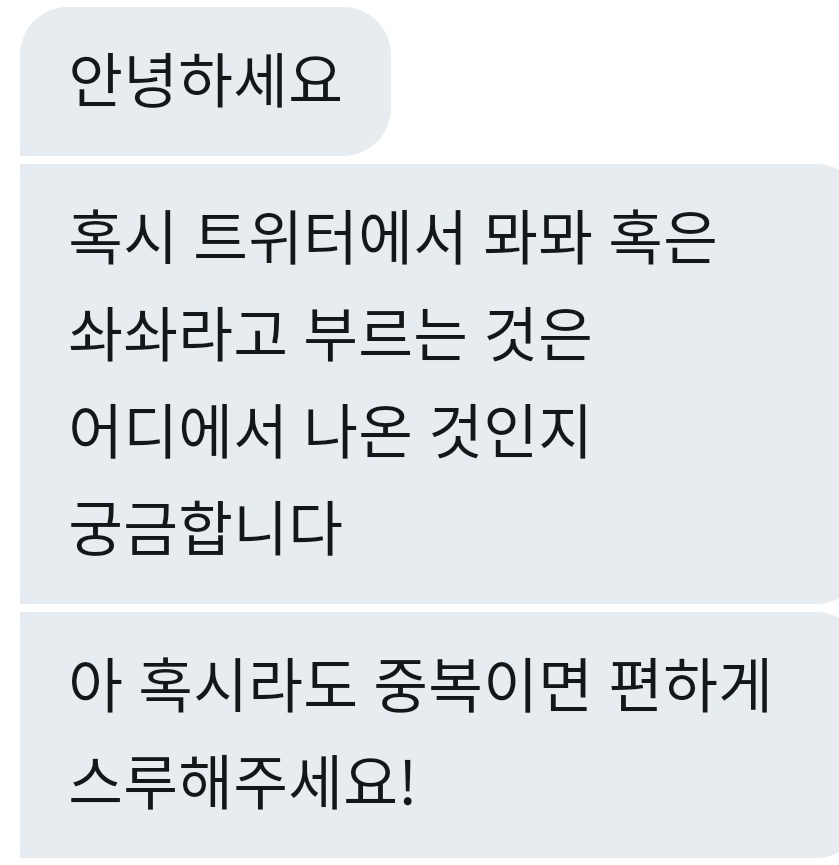 안녕하세요
혹시 트위터에서 뫄뫄 혹은
솨솨라고 부르는 것은
어디에서 나온 것인지
궁금합니다
아 혹시라도 중복이면 편하게
스루해주세요!